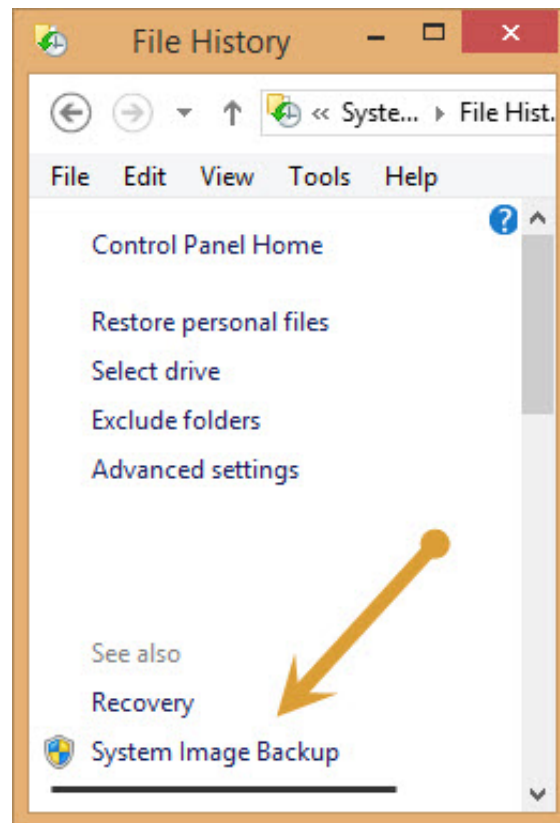 File History
« Syste... ▸ File Hist.
File Edit View Tools Help
Control Panel Home
Restore personal files
Select drive
Exclude folders
Advanced settings
See also
Recovery
System Image Backup